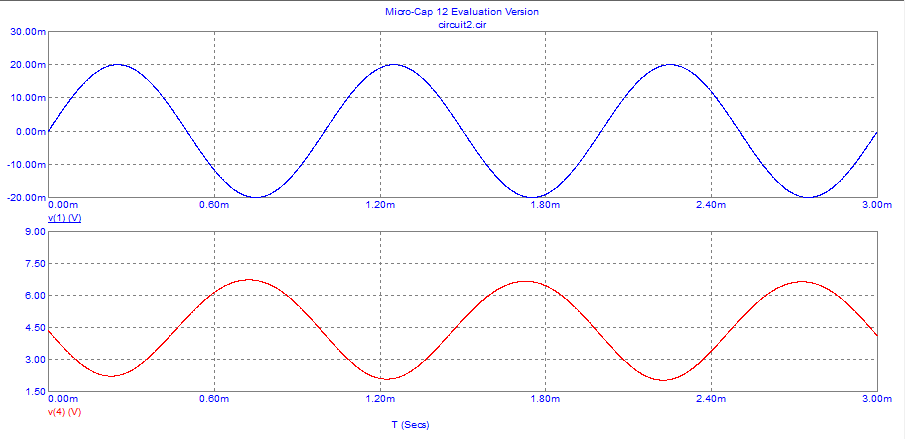 Micro-Cap 12 Evaluation Version
circuit2.cir
30.00m
20.00m
10.00m
0.00m
-10.00m
-20.00m
0.00m 0.60m 1.20m 1.80m 2.40m 3.00m
v(1) (V)
9.00
7.50
6.00
4.50
3.00
1.50
0.00m 0.60m 1.20m 1.80m 2.40m 3.00m
v(4) (V)
T (Secs)